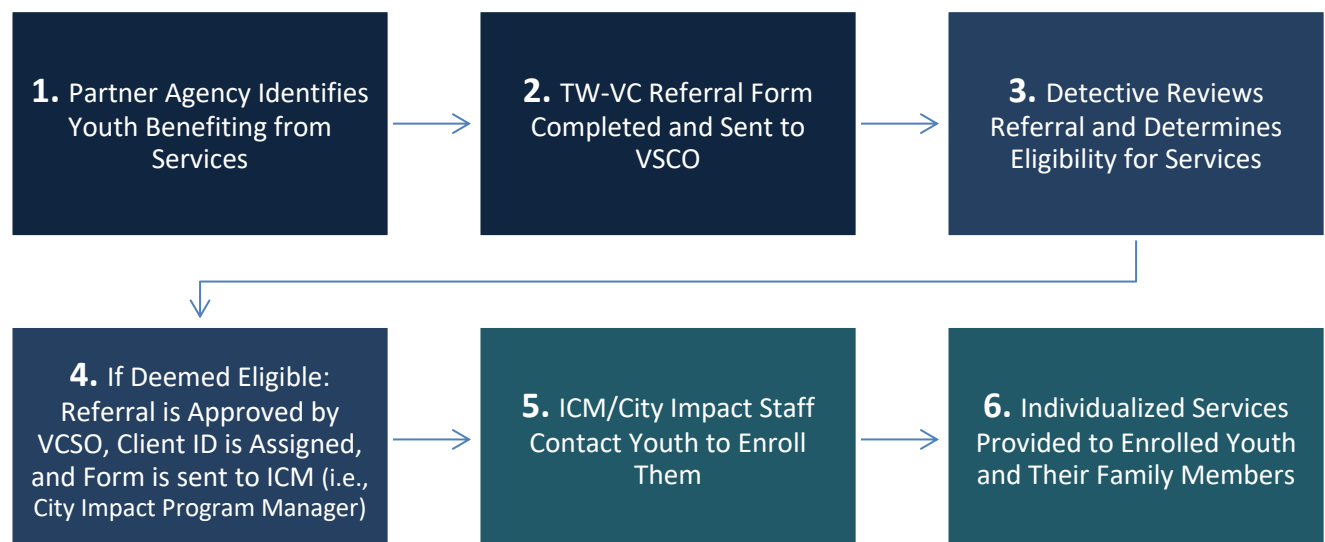 1. Partner Agency Identifies
Youth Benefiting from
Services
2. TW-VC Referral Form
Completed and Sent to
VSCO
3. Detective Reviews
Referral and Determines
Eligibility for Services
4. If Deemed Eligible:
Referral is Approved by
VCSO, Client ID is Assigned,
and Form is sent to ICM (i.e.,
City Impact Program Manager)
5. ICM/City Impact Staff
Contact Youth to Enroll
Them
6. Individualized Services
Provided to Enrolled Youth
and Their Family Members